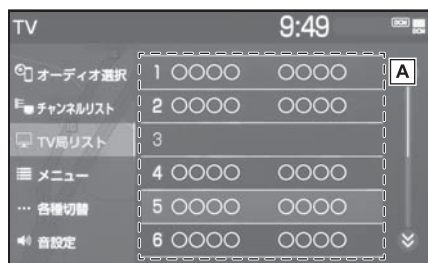 TV 9:49 DCM
オーディオ選択
チャンネルリスト
TV局リスト
メニュー
各種切替
音設定
1 ○○○○ ○○○○
2 ○○○○ ○○○○
3
4 ○○○○ ○○○○
5 ○○○○ ○○○○
6 ○○○○ ○○○○
A